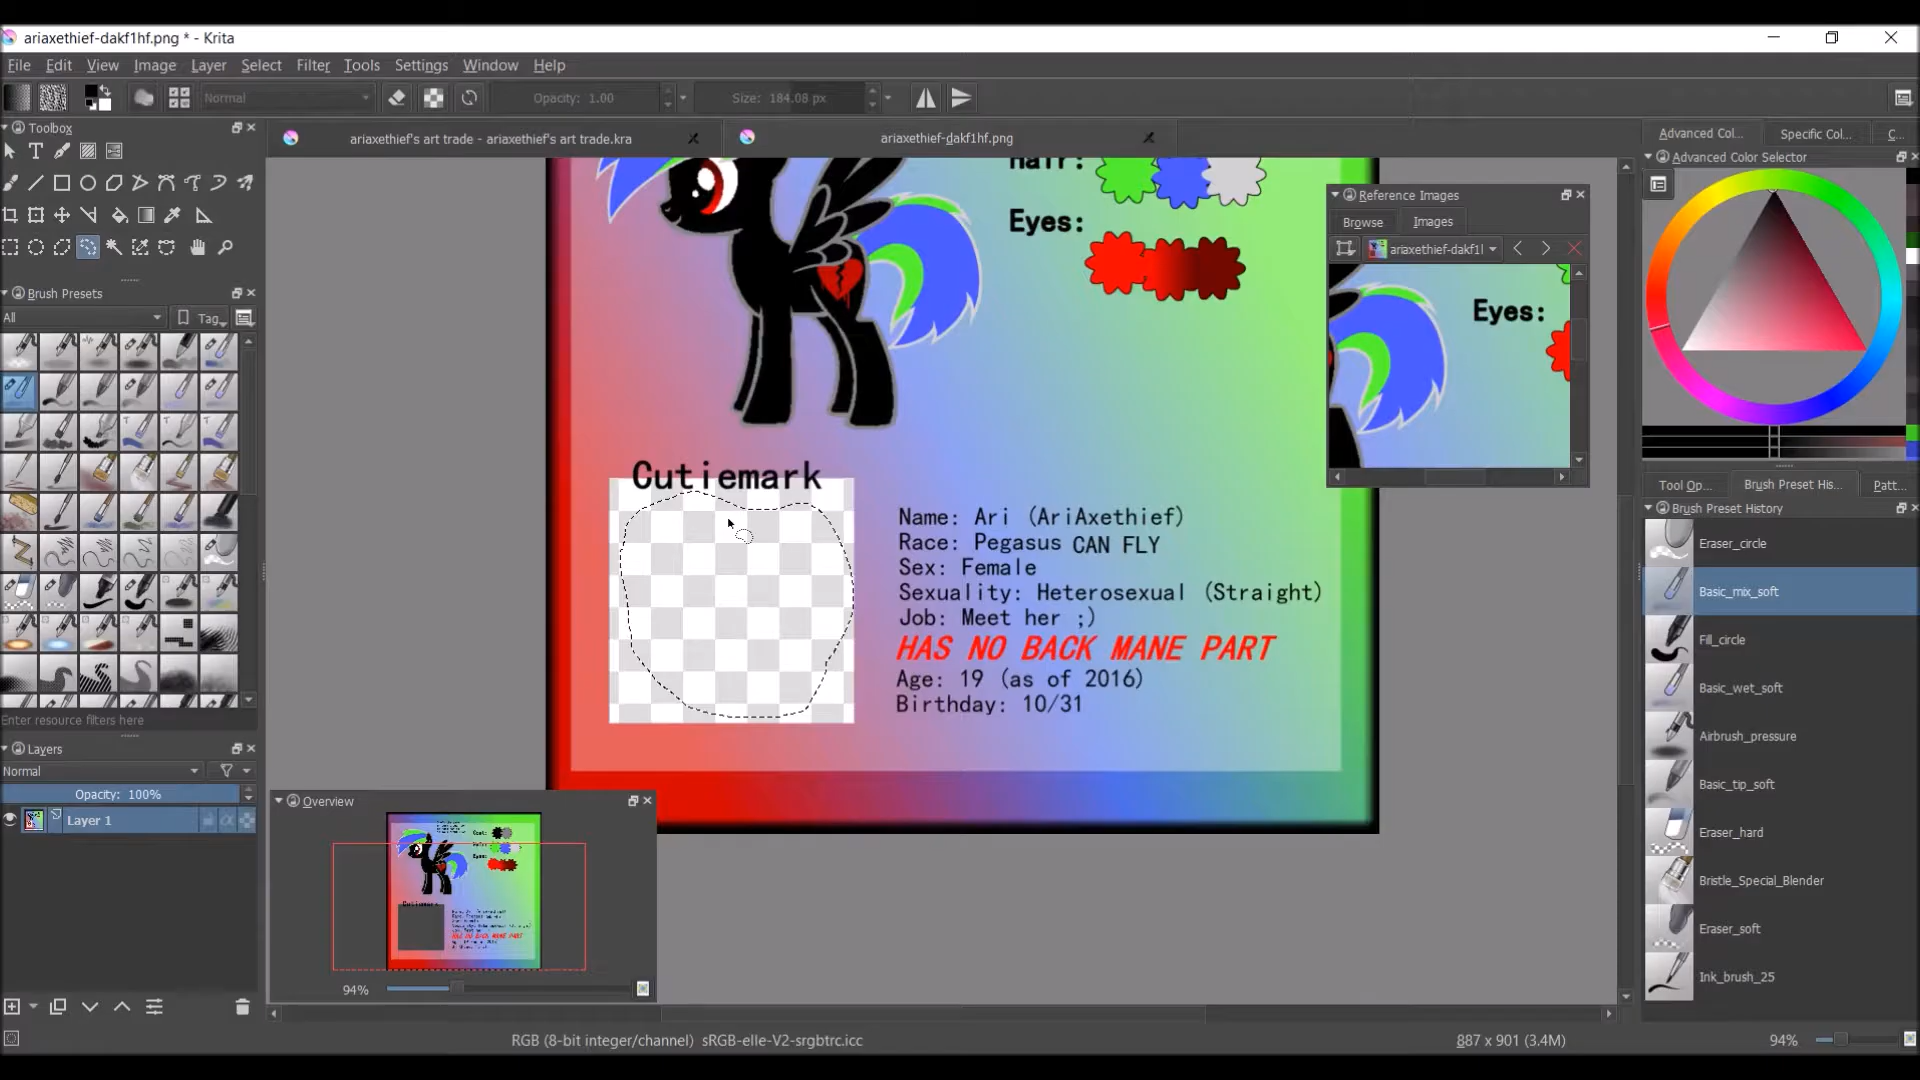 ariaxethief-dakf1hf.png * - Krita
File Edit View Image Layer Select Filter Tools Settings Window Help
Normal
Opacity: 1.00
Size: 184.08 px
Toolbox
ariaxethief's art trade - ariaxethief's art trade.kra
ariaxethief-dakf1hf.png
Advanced Col...
Specific Col...
C...
Advanced Color Selector
Hair:
Eyes:
Reference Images
Browse
Images
ariaxethief-dakf1l
Eyes:
Brush Presets
All
Tag
Cutiemark
Name: Ari (AriAxethief)
Race: Pegasus CAN FLY
Sex: Female
Sexuality: Heterosexual (Straight)
Job: Meet her ;)
HAS NO BACK MANE PART
Age: 19 (as of 2016)
Birthday: 10/31
Tool Op...
Brush Preset His...
Patt...
Brush Preset History
Eraser_circle
Basic_mix_soft
Fill_circle
Basic_wet_soft
Airbrush_pressure
Basic_tip_soft
Eraser_hard
Bristle_Special_Blender
Eraser_soft
Ink_brush_25
Enter resource filters here
Layers
Normal
Opacity: 100%
Layer 1
Overview
94%
RGB (8-bit integer/channel) sRGB-elle-V2-srgbtrc.icc
887 x 901 (3.4M)
94%